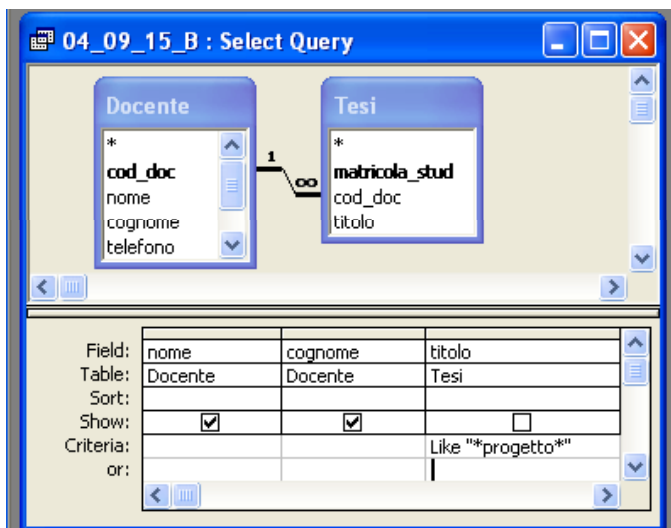 04_09_15_B : Select Query
Docente
*
cod_doc
nome
cognome
telefono
1
∞
Tesi
*
matricola_stud
cod_doc
titolo
Field: nome cognome titolo
Table: Docente Docente Tesi
Sort:
Show:
Criteria: Like "*progetto*"
or: